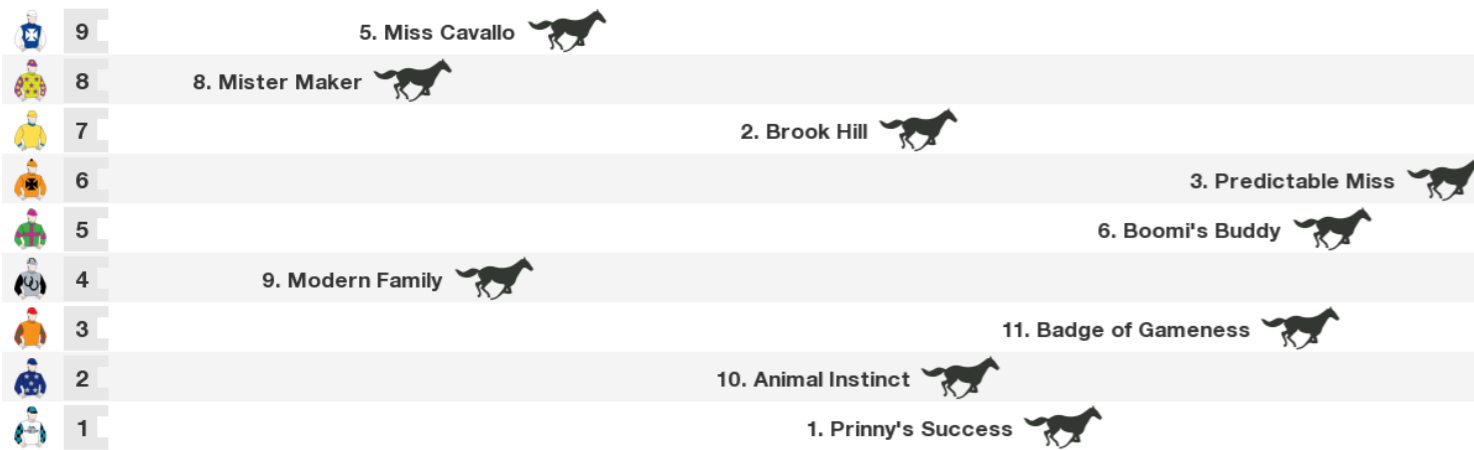 9 5. Miss Cavallo
8 8. Mister Maker
7 2. Brook Hill
6 3. Predictable Miss
5 6. Boomi's Buddy
4 9. Modern Family
3 11. Badge of Gameness
2 10. Animal Instinct
1 1. Prinny's Success